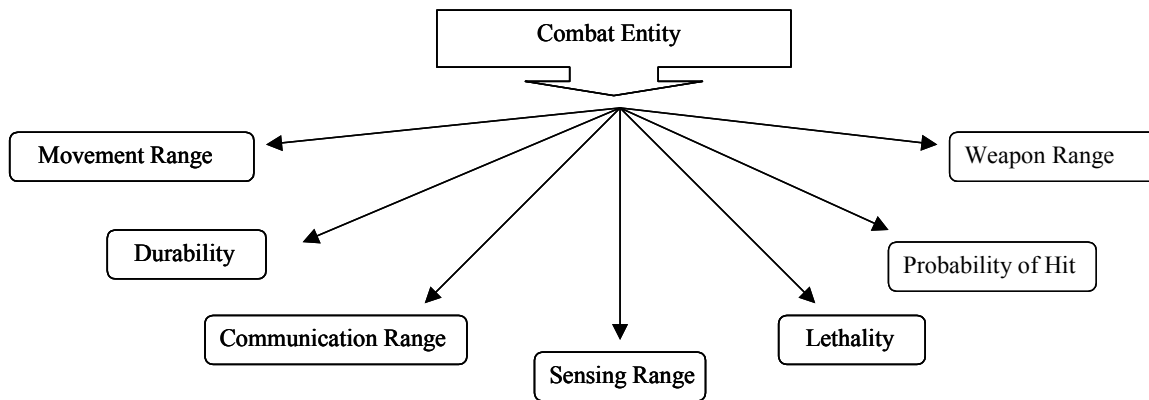 Combat Entity
Movement Range
Weapon Range
Durability
Probability of Hit
Communication Range
Lethality
Sensing Range